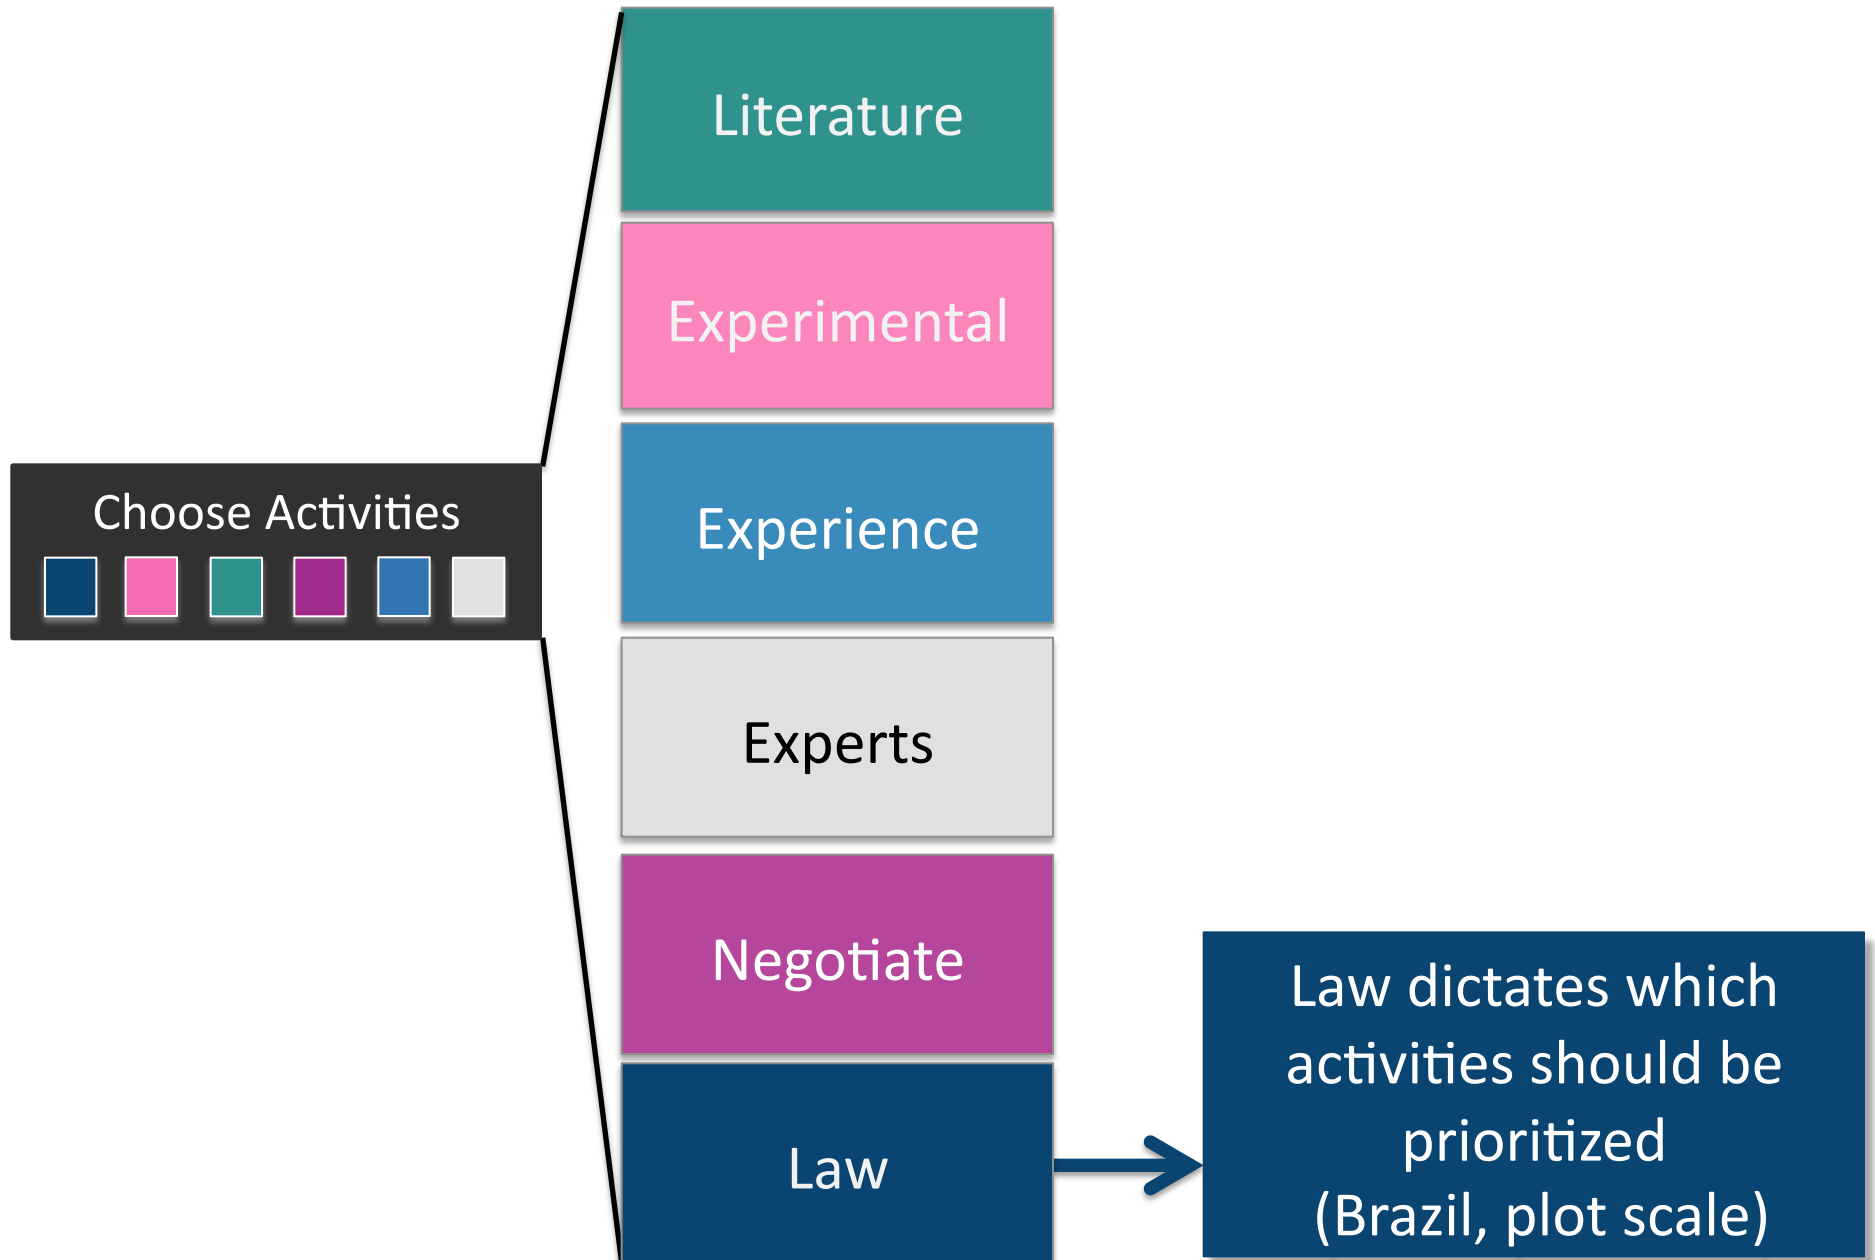 Literature
Experimental
Choose Activities
Experience
Experts
Negotiate
Law
Law dictates which
activities should be
prioritized
(Brazil, plot scale)